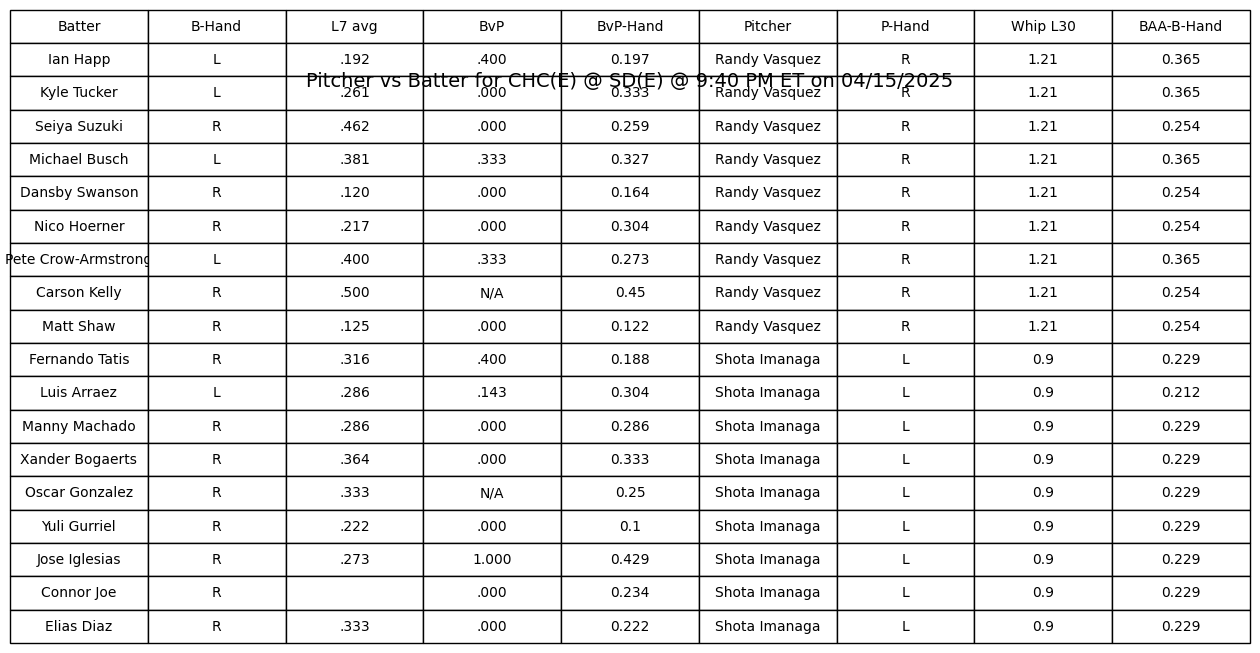 Batter B-Hand L7 avg BvP BvP-Hand Pitcher P-Hand Whip L30 BAA-B-Hand
Ian Happ L .192 .400 0.197 Randy Vasquez R 1.21 0.365
Pitcher vs Batter for CHC(E) @ SD(E) @ 9:40 PM ET on 04/15/2025
Kyle Tucker L .261 .000 0.333 Randy Vasquez R 1.21 0.365
Seiya Suzuki R .462 .000 0.259 Randy Vasquez R 1.21 0.254
Michael Busch L .381 .333 0.327 Randy Vasquez R 1.21 0.365
Dansby Swanson R .120 .000 0.164 Randy Vasquez R 1.21 0.254
Nico Hoerner R .217 .000 0.304 Randy Vasquez R 1.21 0.254
Pete Crow-Armstrong L .400 .333 0.273 Randy Vasquez R 1.21 0.365
Carson Kelly R .500 N/A 0.45 Randy Vasquez R 1.21 0.254
Matt Shaw R .125 .000 0.122 Randy Vasquez R 1.21 0.254
Fernando Tatis R .316 .400 0.188 Shota Imanaga L 0.9 0.229
Luis Arraez L .286 .143 0.304 Shota Imanaga L 0.9 0.212
Manny Machado R .286 .000 0.286 Shota Imanaga L 0.9 0.229
Xander Bogaerts R .364 .000 0.333 Shota Imanaga L 0.9 0.229
Oscar Gonzalez R .333 N/A 0.25 Shota Imanaga L 0.9 0.229
Yuli Gurriel R .222 .000 0.1 Shota Imanaga L 0.9 0.229
Jose Iglesias R .273 1.000 0.429 Shota Imanaga L 0.9 0.229
Connor Joe R .000 0.234 Shota Imanaga L 0.9 0.229
Elias Diaz R .333 .000 0.222 Shota Imanaga L 0.9 0.229